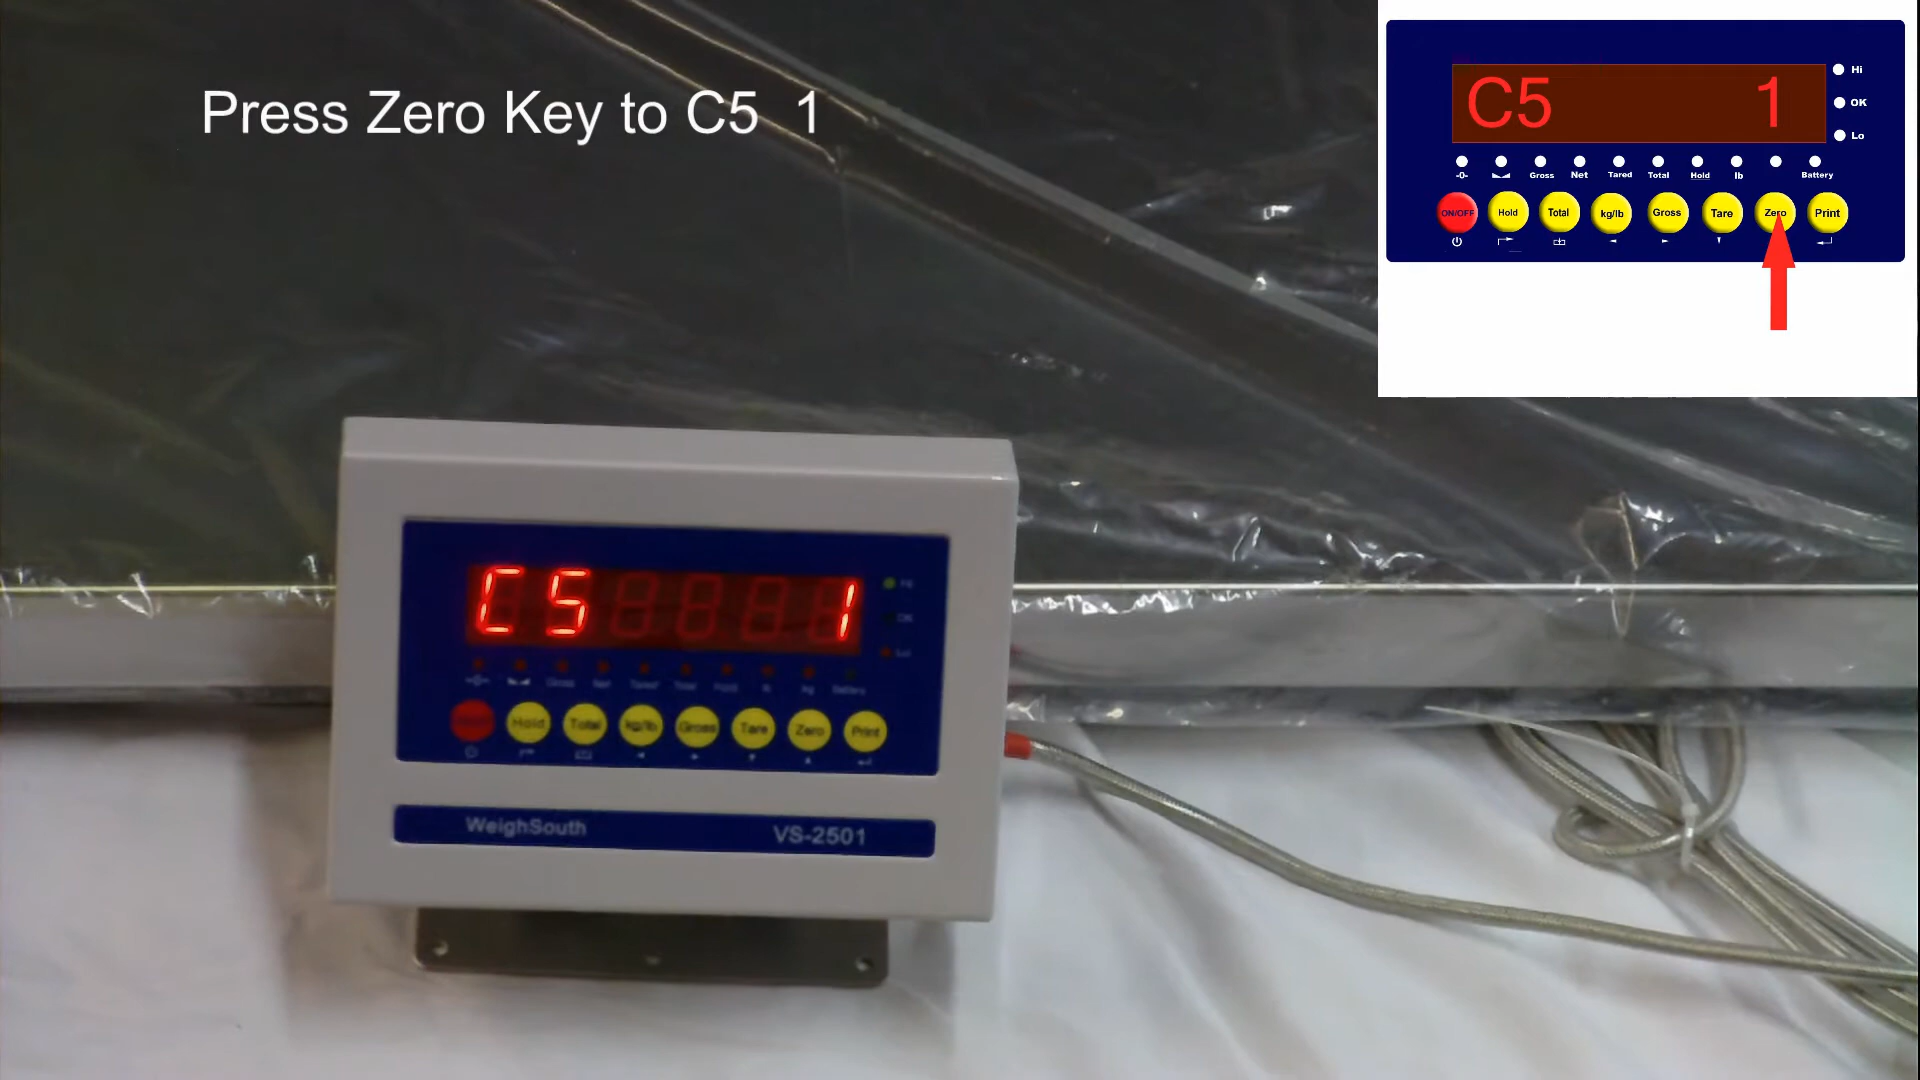 Press Zero Key to C5 1
C5 1
Hi
OK
Lo
-0- Gross Net Tared Total Hold lb Battery
ON/OFF Hold Total kg/lb Gross Tare Zero Print
C5 1
Hold Total kg/lb Gross Tare Zero Print
WeighSouth VS-2501